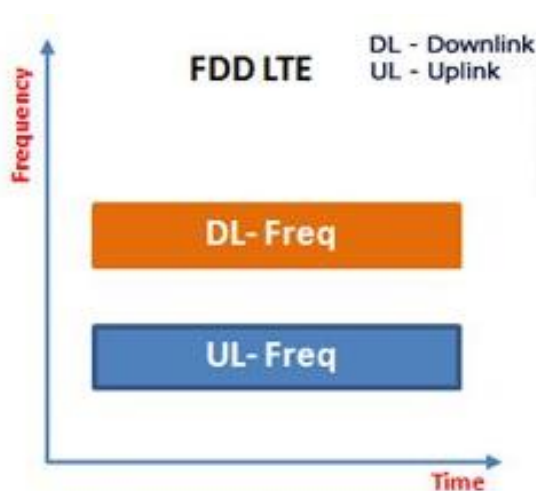 FDD LTE
DL - Downlink
UL - Uplink
Frequency
DL- Freq
UL- Freq
Time